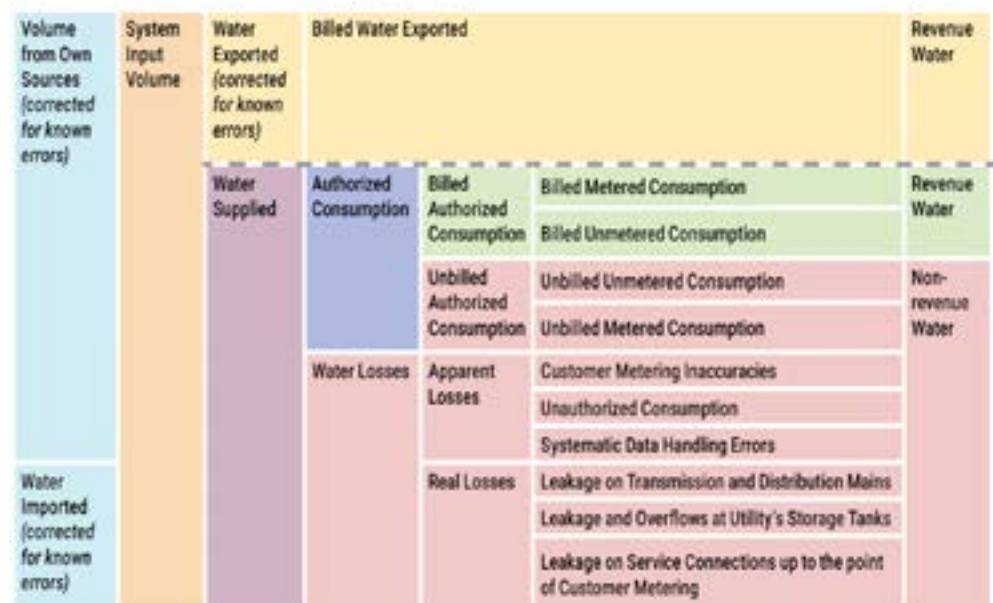 Volume
from Own
Sources
(corrected
for known
errors)
System
Input
Volume
Water
Exported
(corrected
for known
errors)
Billed Water Exported
Revenue
Water
Water
Supplied
Authorized
Consumption
Billed
Authorized
Consumption
Billed Metered Consumption
Billed Unmetered Consumption
Revenue
Water
Unbilled
Authorized
Consumption
Unbilled Unmetered Consumption
Unbilled Metered Consumption
Non-
revenue
Water
Water Losses
Apparent
Losses
Customer Metering Inaccuracies
Unauthorized Consumption
Systematic Data Handling Errors
Water
Imported
(corrected
for known
errors)
Real Losses
Leakage on Transmission and Distribution Mains
Leakage and Overflows at Utility's Storage Tanks
Leakage on Service Connections up to the point
of Customer Metering